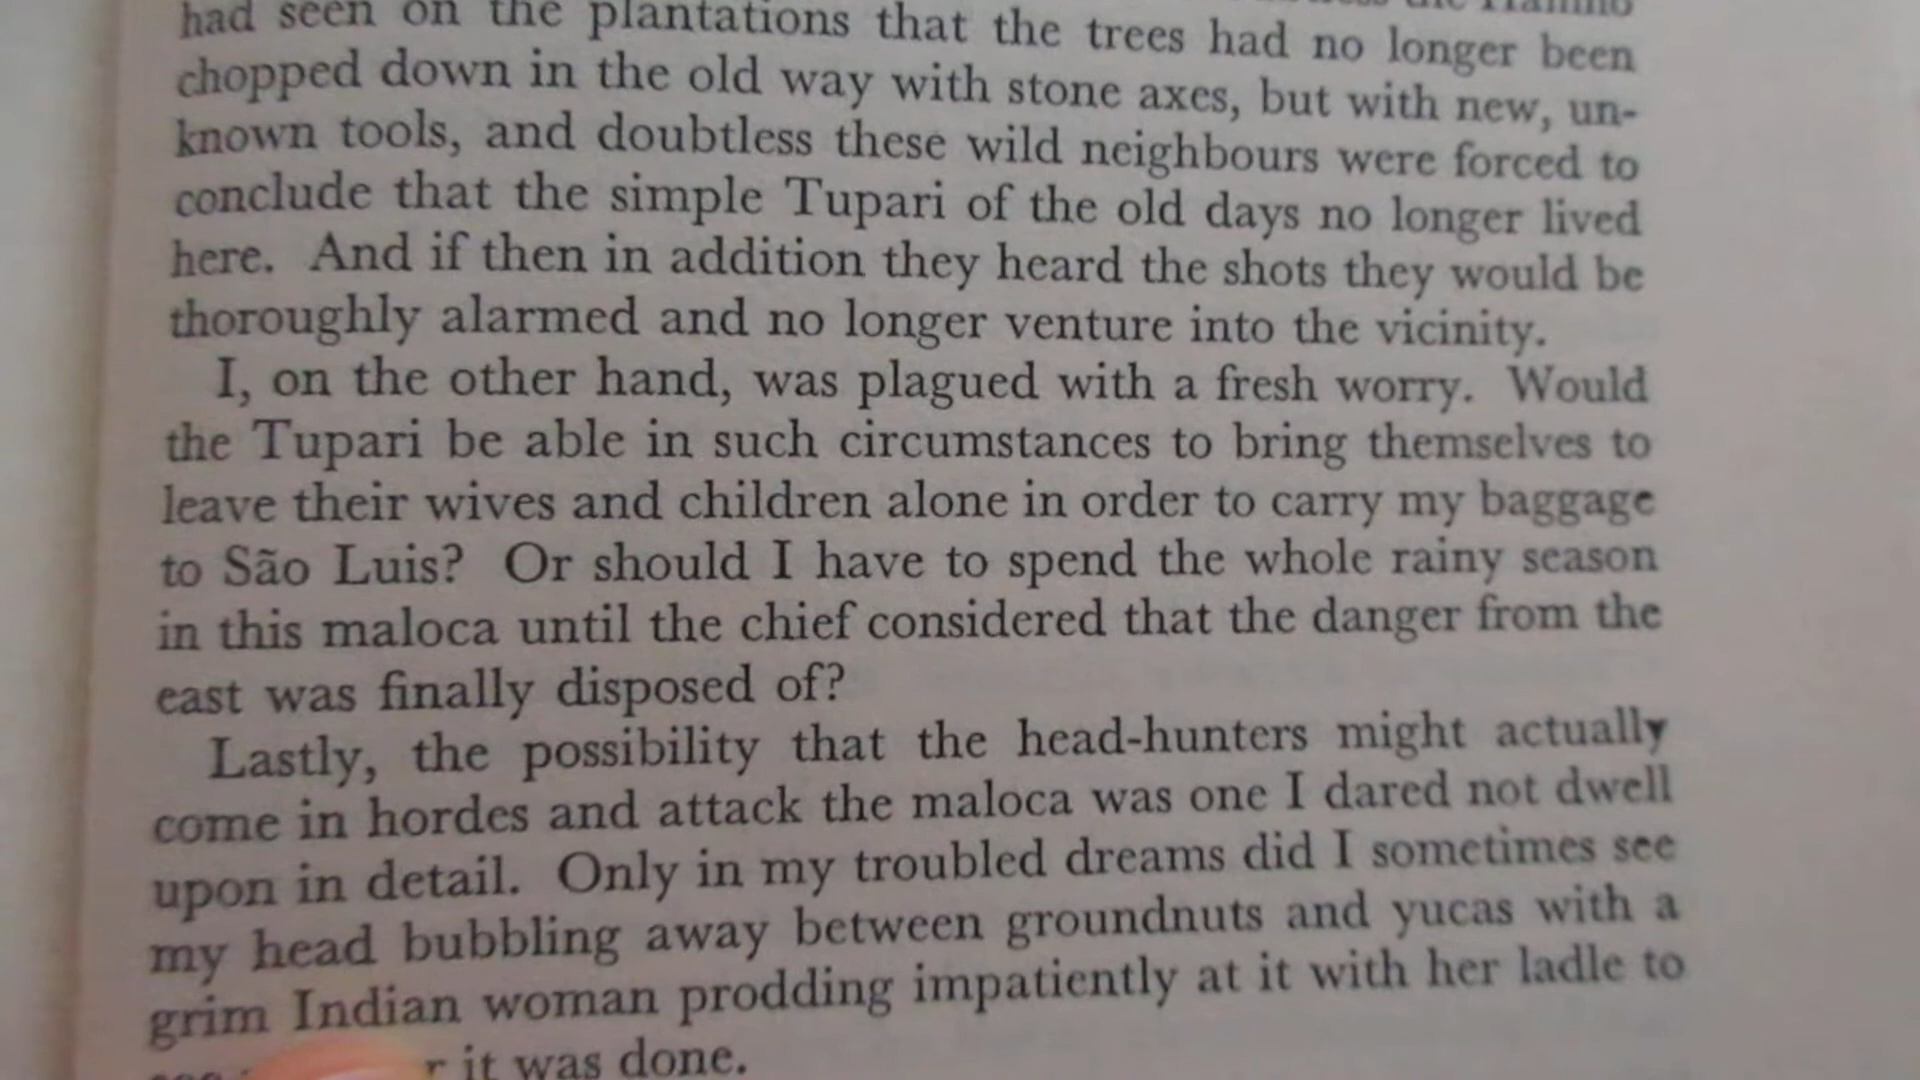 had seen on the plantations that the trees had no longer been
chopped down in the old way with stone axes, but with new, un-
known tools, and doubtless these wild neighbours were forced to
conclude that the simple Tupari of the old days no longer lived
here. And if then in addition they heard the shots they would be
thoroughly alarmed and no longer venture into the vicinity.
I, on the other hand, was plagued with a fresh worry. Would
the Tupari be able in such circumstances to bring themselves to
leave their wives and children alone in order to carry my baggage
to São Luis? Or should I have to spend the whole rainy season
in this maloca until the chief considered that the danger from the
east was finally disposed of?
Lastly, the possibility that the head-hunters might actually
come in hordes and attack the maloca was one I dared not dwell
upon in detail. Only in my troubled dreams did I sometimes see
my head bubbling away between groundnuts and yucas with a
grim Indian woman prodding impatiently at it with her ladle to
it was done.